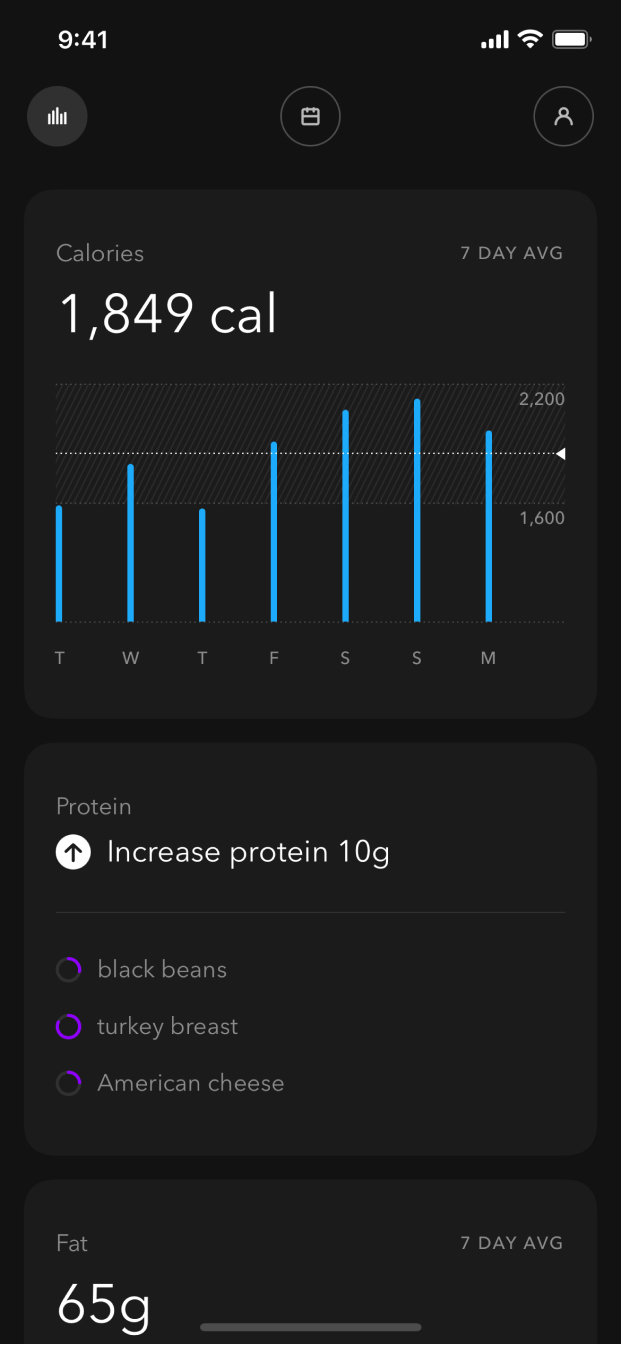 9:41
Calories
7 DAY AVG
1,849 cal
2,200
1,600
T W T F S S M
Protein
Increase protein 10g
black beans
turkey breast
American cheese
Fat
7 DAY AVG
65g